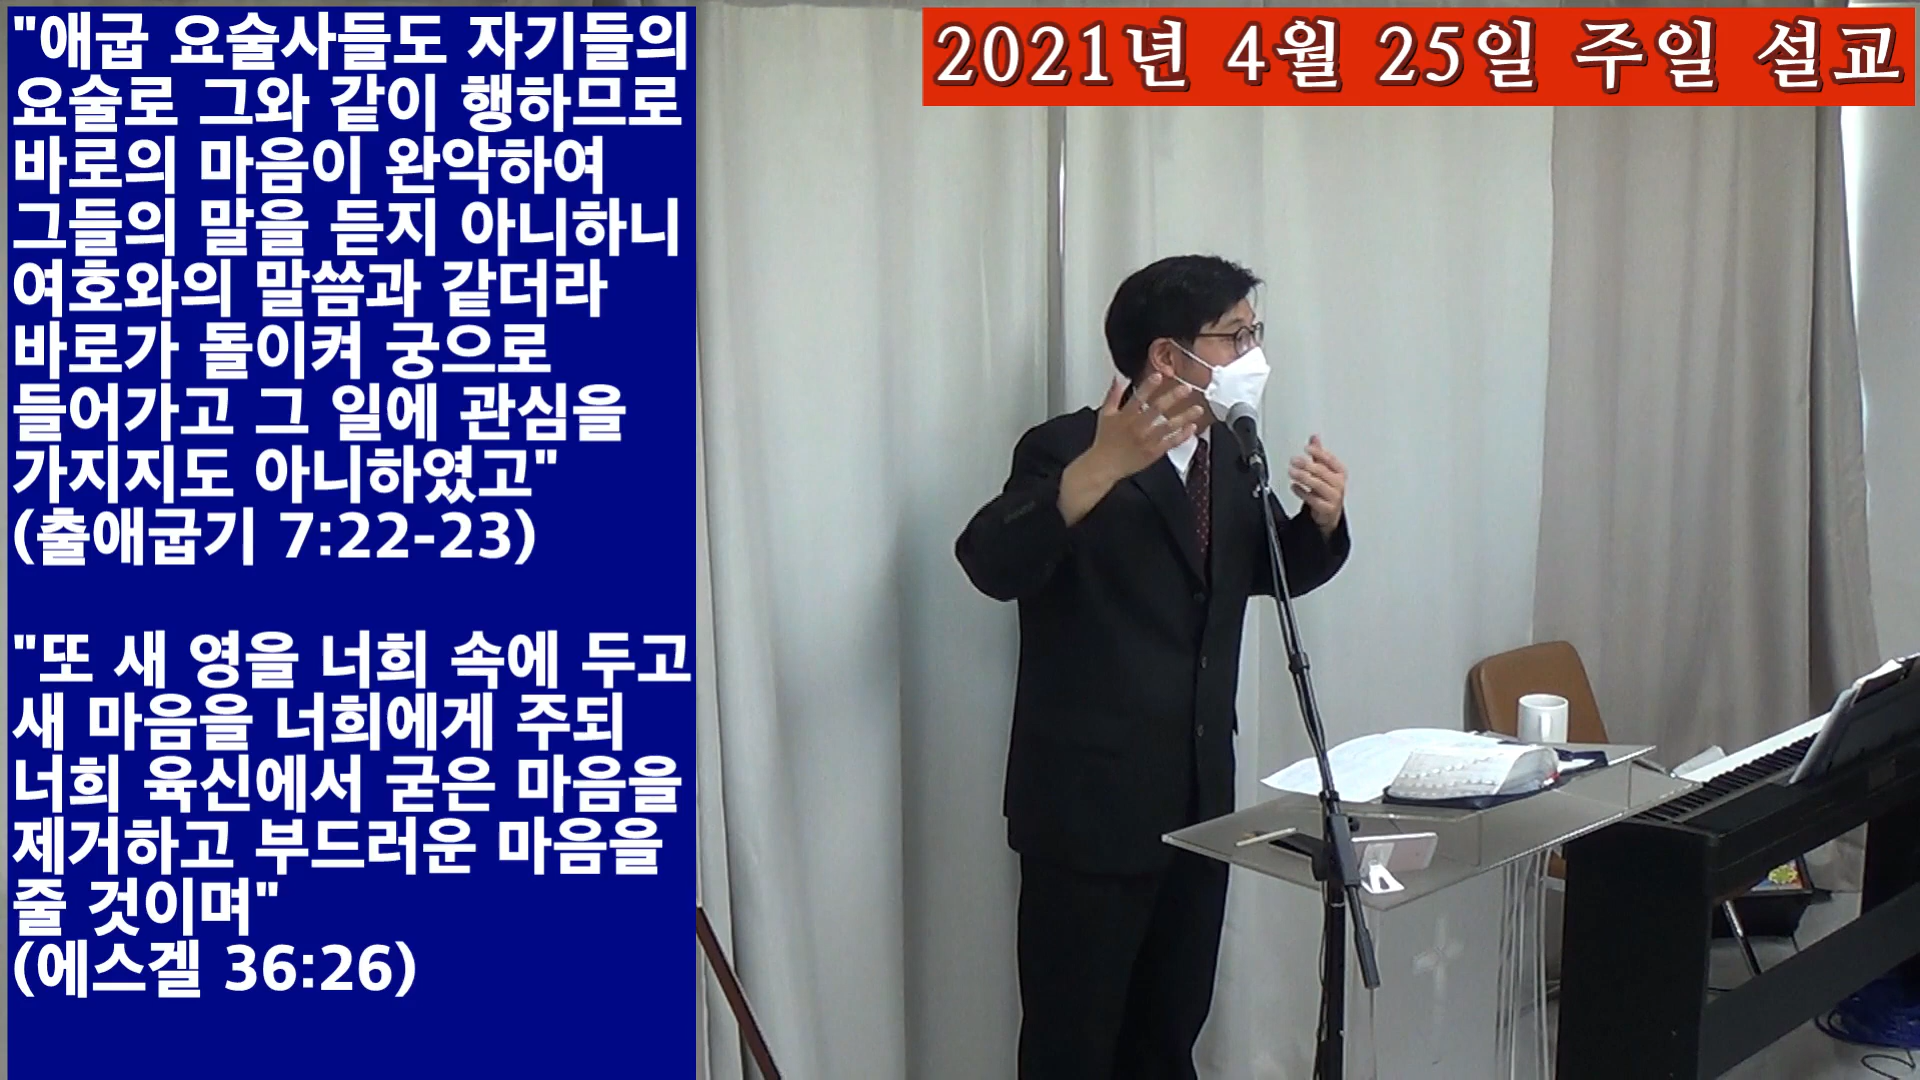 "애굽 요술사들도 자기들의
요술로 그와 같이 행하므로
바로의 마음이 완악하여
그들의 말을 듣지 아니하니
여호와의 말씀과 같더라
바로가 돌이켜 궁으로
들어가고 그 일에 관심을
가지지도 아니하였고"
(출애굽기 7:22-23)
"또 새 영을 너희 속에 두고
새 마음을 너희에게 주되
너희 육신에서 굳은 마음을
제거하고 부드러운 마음을
줄 것이며"
(에스겔 36:26)
2021년 4월 25일 주일 설교